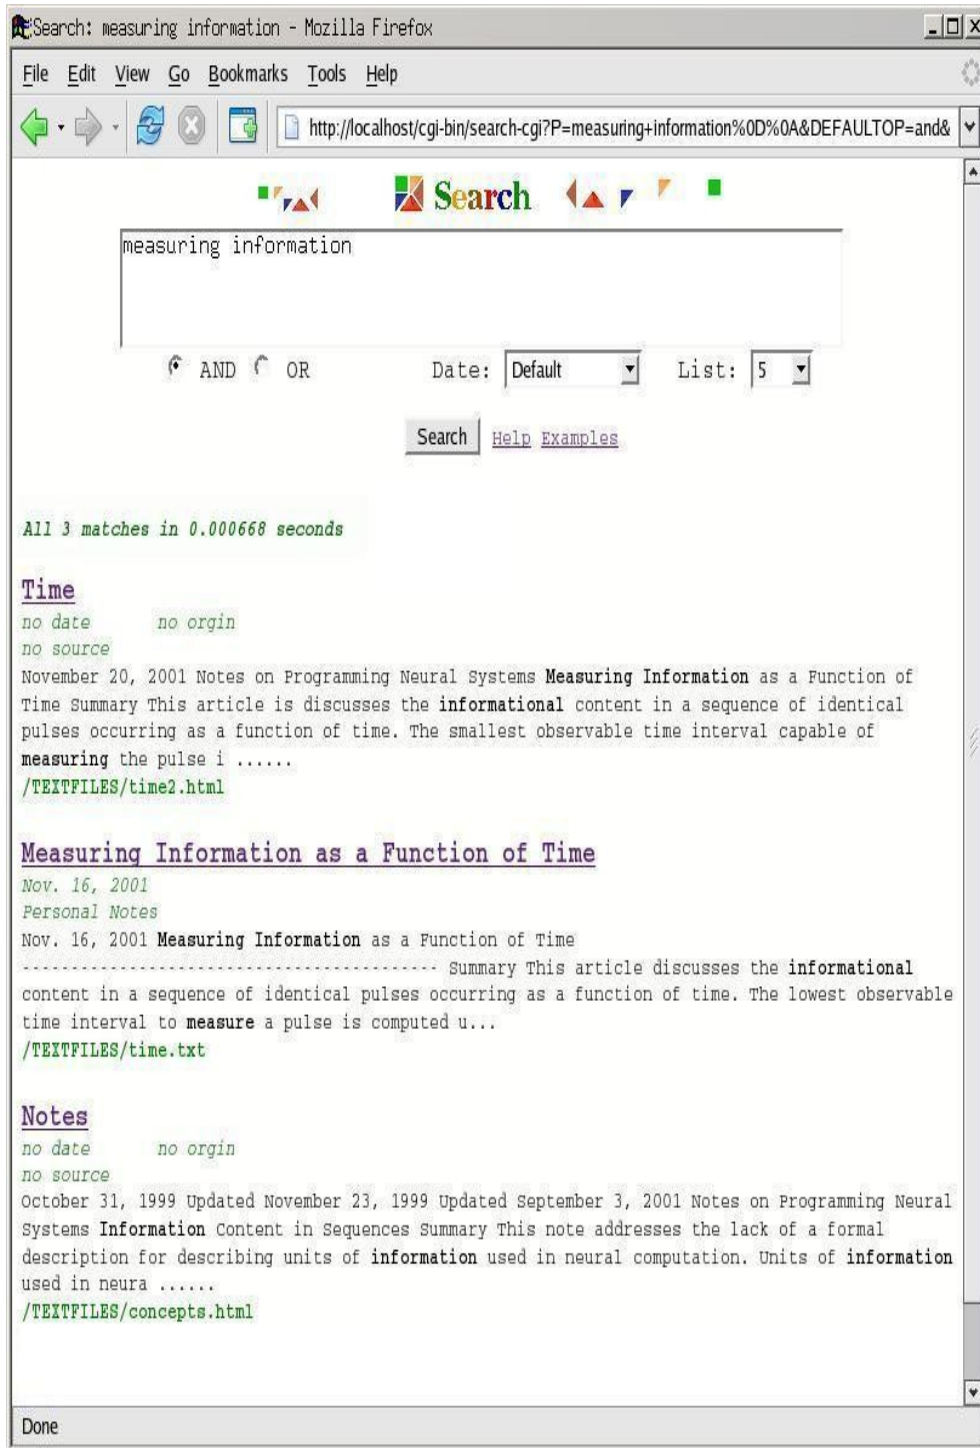 Search: measuring information - Mozilla Firefox
File Edit View Go Bookmarks Tools Help
http://localhost/cgi-bin/search-cgi?P=measuring+information%0D%0A&DEFAULTOP=and&
Search
measuring information
AND OR Date: Default List: 5
Search Help Examples
All 3 matches in 0.000668 seconds
Time
no date no orgin
no source
November 20, 2001 Notes on Programming Neural Systems Measuring Information as a Function of
Time Summary This article is discusses the informational content in a sequence of identical
pulses occurring as a function of time. The smallest observable time interval capable of
measuring the pulse i ......
/TEXTFILES/time2.html
Measuring Information as a Function of Time
Nov. 16, 2001
Personal Notes
Nov. 16, 2001 Measuring Information as a Function of Time
------------------------------------------- Summary This article discusses the informational
content in a sequence of identical pulses occurring as a function of time. The lowest observable
time interval to measure a pulse is computed u...
/TEXTFILES/time.txt
Notes
no date no orgin
no source
October 31, 1999 Updated November 23, 1999 Updated September 3, 2001 Notes on Programming Neural
Systems Information Content in Sequences Summary This note addresses the lack of a formal
description for describing units of information used in neural computation. Units of information
used in neura ......
/TEXTFILES/concepts.html
Done